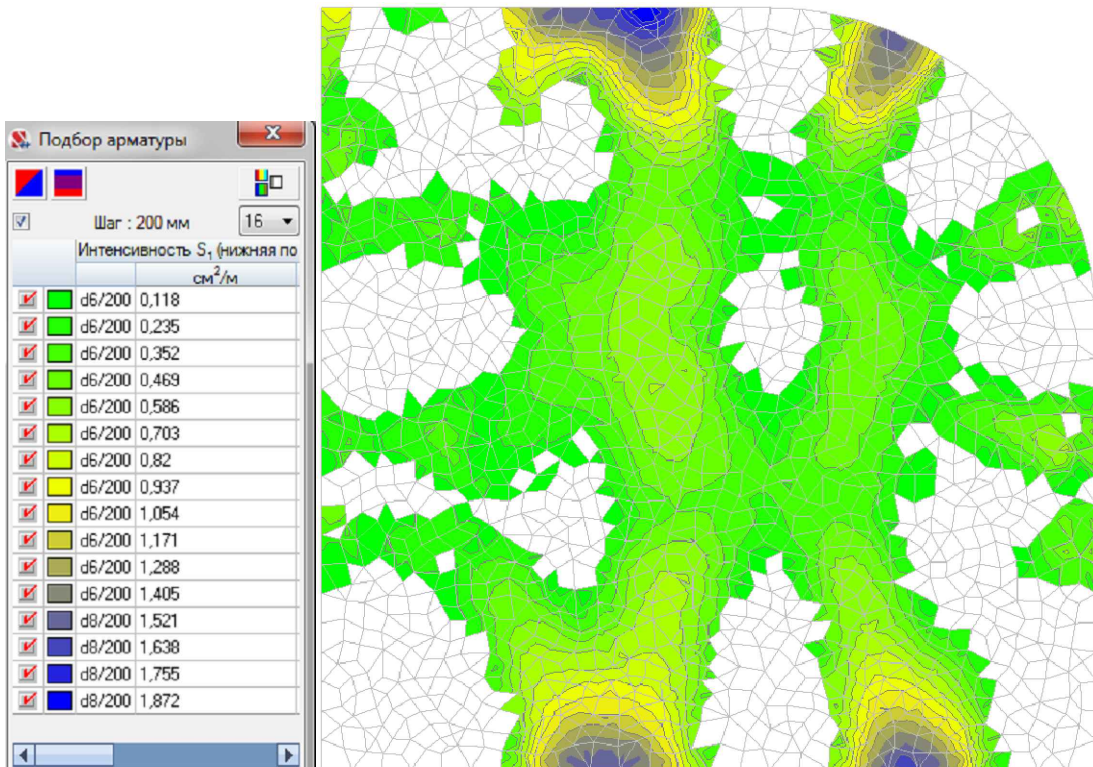 Подбор арматуры
Шаг : 200 мм 16
Интенсивность S₁ (нижняя по
см²/м
d6/200 0,118
d6/200 0,235
d6/200 0,352
d6/200 0,469
d6/200 0,586
d6/200 0,703
d6/200 0,82
d6/200 0,937
d6/200 1,054
d6/200 1,171
d6/200 1,288
d6/200 1,405
d8/200 1,521
d8/200 1,638
d8/200 1,755
d8/200 1,872